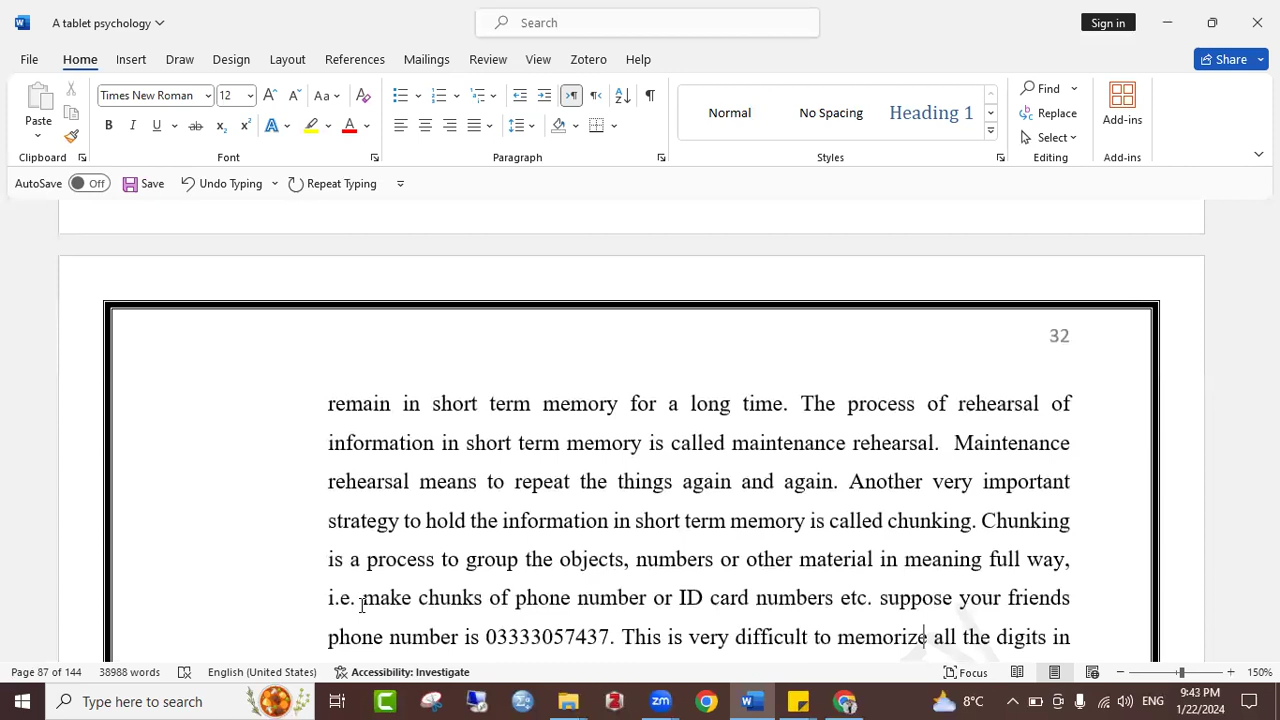 A tablet psychology
Search
Sign in
File
Home
Insert
Draw
Design
Layout
References
Mailings
Review
View
Zotero
Help
Share
Paste
Times New Roman
12
Normal
No Spacing
Heading 1
Find
Replace
Select
Add-ins
Clipboard
Font
Paragraph
Styles
Editing
Add-ins
AutoSave
Off
Save
Undo Typing
Repeat Typing
32
remain in short term memory for a long time. The process of rehearsal of
information in short term memory is called maintenance rehearsal.  Maintenance
rehearsal means to repeat the things again and again. Another very important
strategy to hold the information in short term memory is called chunking. Chunking
is a process to group the objects, numbers or other material in meaning full way,
i.e. make chunks of phone number or ID card numbers etc. suppose your friends
phone number is 03333057437. This is very difficult to memorize all the digits in
Page 87 of 144
38988 words
English (United States)
Accessibility: Investigate
Focus
150%
Type here to search
8°C
ENG
9:43 PM
1/22/2024